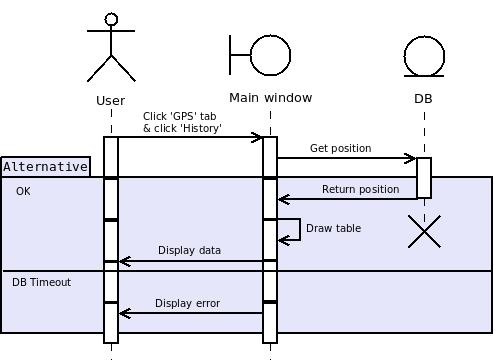 User
Main window
DB
Click 'GPS' tab
& click 'History'
Get position
Alternative
OK
Return position
Draw table
Display data
DB Timeout
Display error